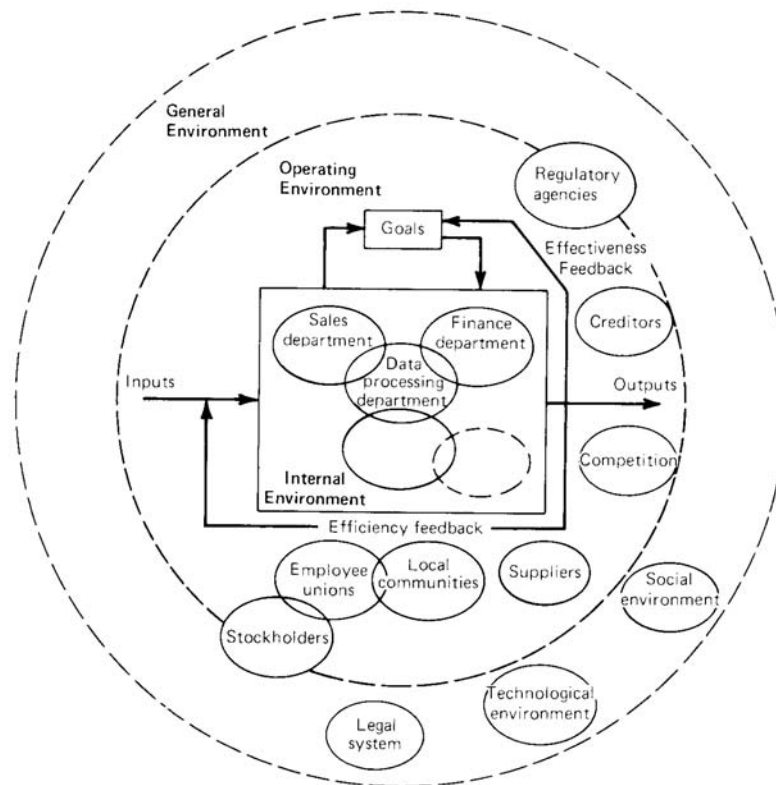 General
Environment
Operating
Environment
Regulatory
agencies
Goals
Effectiveness
Feedback
Sales
department
Finance
department
Creditors
Data
processing
department
Inputs
Outputs
Competition
Internal
Environment
Efficiency feedback
Employee
unions
Local
communities
Suppliers
Social
environment
Stockholders
Technological
environment
Legal
system